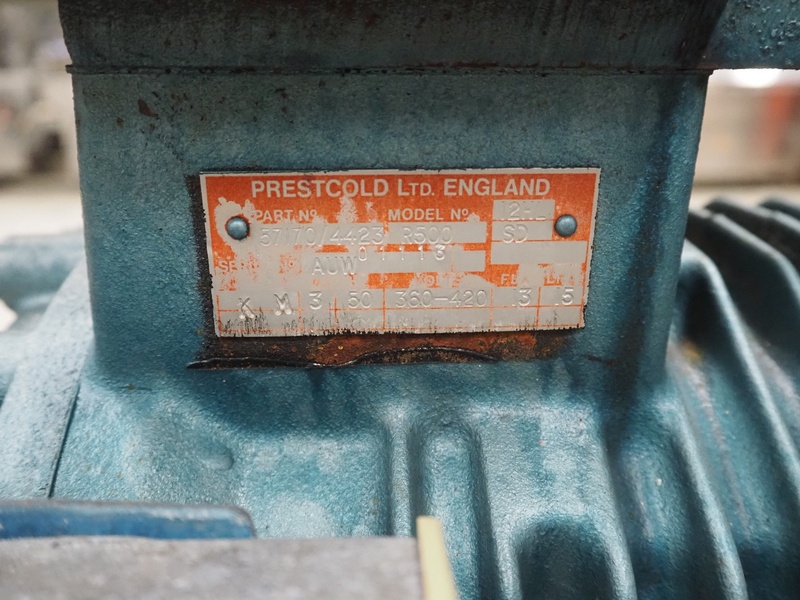 PRESTCOLD LTD. ENGLAND
PART Nº MODEL Nº
57/70/4423 R500 SD
01113
AUW
K M 3 50 360-420 .3 .5